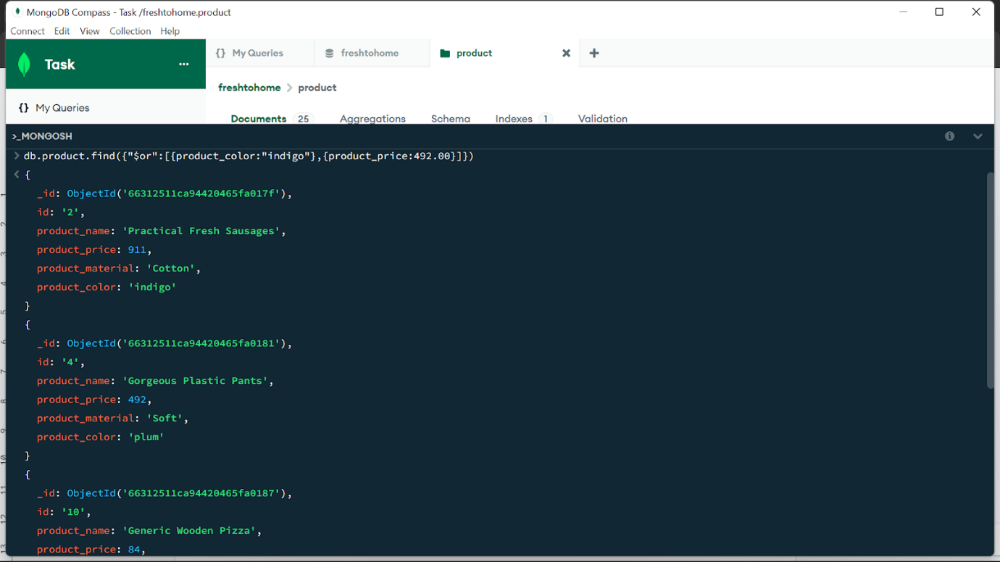 MongoDB Compass - Task /freshtohome.product
Connect Edit View Collection Help
Task ...
{} My Queries freshtohome product
freshtohome > product
{} My Queries
Documents 25 Aggregations Schema Indexes 1 Validation
>_MONGOSH
> db.product.find({"$or":[{product_color:"indigo"},{product_price:492.00}]})
< {
_id: ObjectId('66312511ca94420465fa017f'),
id: '2',
product_name: 'Practical Fresh Sausages',
product_price: 911,
product_material: 'Cotton',
product_color: 'indigo'
}
{
_id: ObjectId('66312511ca94420465fa0181'),
id: '4',
product_name: 'Gorgeous Plastic Pants',
product_price: 492,
product_material: 'Soft',
product_color: 'plum'
}
{
_id: ObjectId('66312511ca94420465fa0187'),
id: '10',
product_name: 'Generic Wooden Pizza',
product_price: 84,